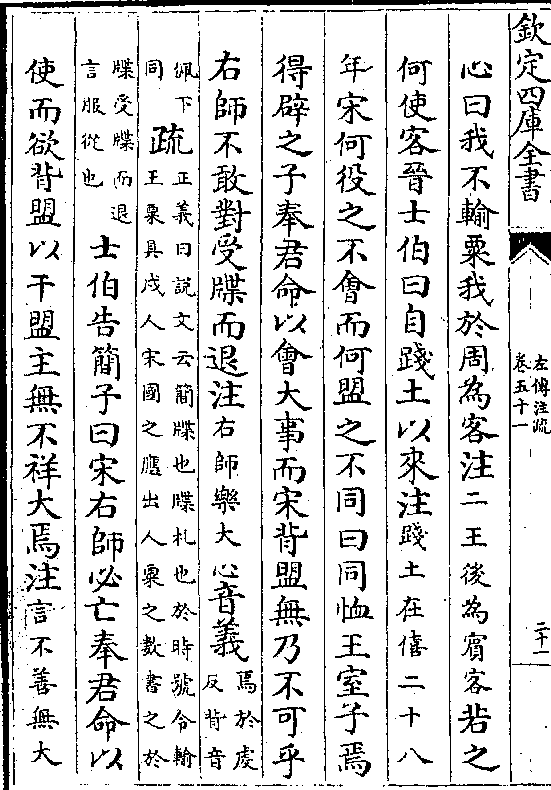 欽定四庫全書
左傳注疏
卷五十一
心曰我不輸粟我於周為客注二王後為賓客若之
何使客晉士伯曰自踐土以來注踐土在僖二十八
年宋何役之不會而何盟之不同曰同恤王室子焉
得辟之子奉君命以會大事而宋背盟無乃不可乎
右師不敢對受牒而退注右師樂大心音義
焉於虔
反背音
佩下
同
疏
正義曰說文云簡牒也牒札也於時號令輸
王粟具戍人宋國之牒出人粟之數書之於
牒受牒而退
言服從也
士伯告簡子曰宋右師必亡奉君命以
使而欲背盟以干盟主無不祥大焉注言不善無大